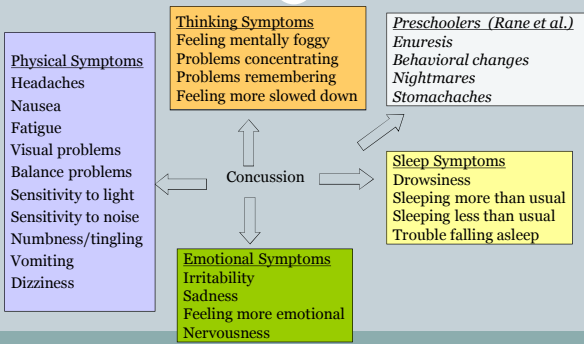 Thinking Symptoms
Feeling mentally foggy
Problems concentrating
Problems remembering
Feeling more slowed down
Preschoolers (Rane et al.)
Enuresis
Behavioral changes
Nightmares
Stomachaches
Physical Symptoms
Headaches
Nausea
Fatigue
Visual problems
Balance problems
Sensitivity to light
Sensitivity to noise
Numbness/tingling
Vomiting
Dizziness
Concussion
Sleep Symptoms
Drowsiness
Sleeping more than usual
Sleeping less than usual
Trouble falling asleep
Emotional Symptoms
Irritability
Sadness
Feeling more emotional
Nervousness